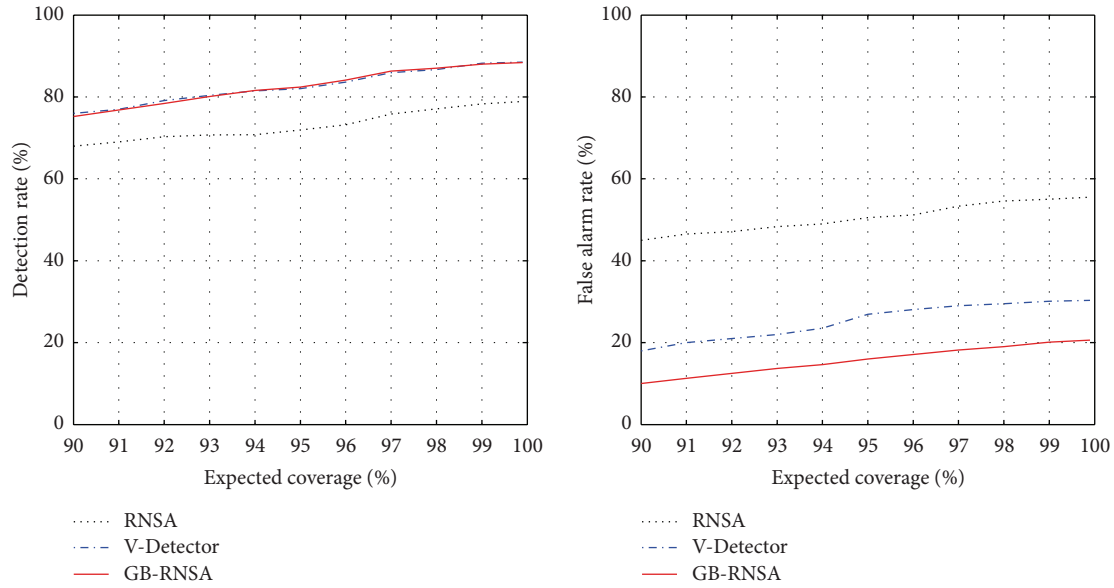 100
80
60
40
20
0
Detection rate (%)
90 91 92 93 94 95 96 97 98 99 100
Expected coverage (%)
RNSA
V-Detector
GB-RNSA
100
80
60
40
20
0
False alarm rate (%)
90 91 92 93 94 95 96 97 98 99 100
Expected coverage (%)
RNSA
V-Detector
GB-RNSA